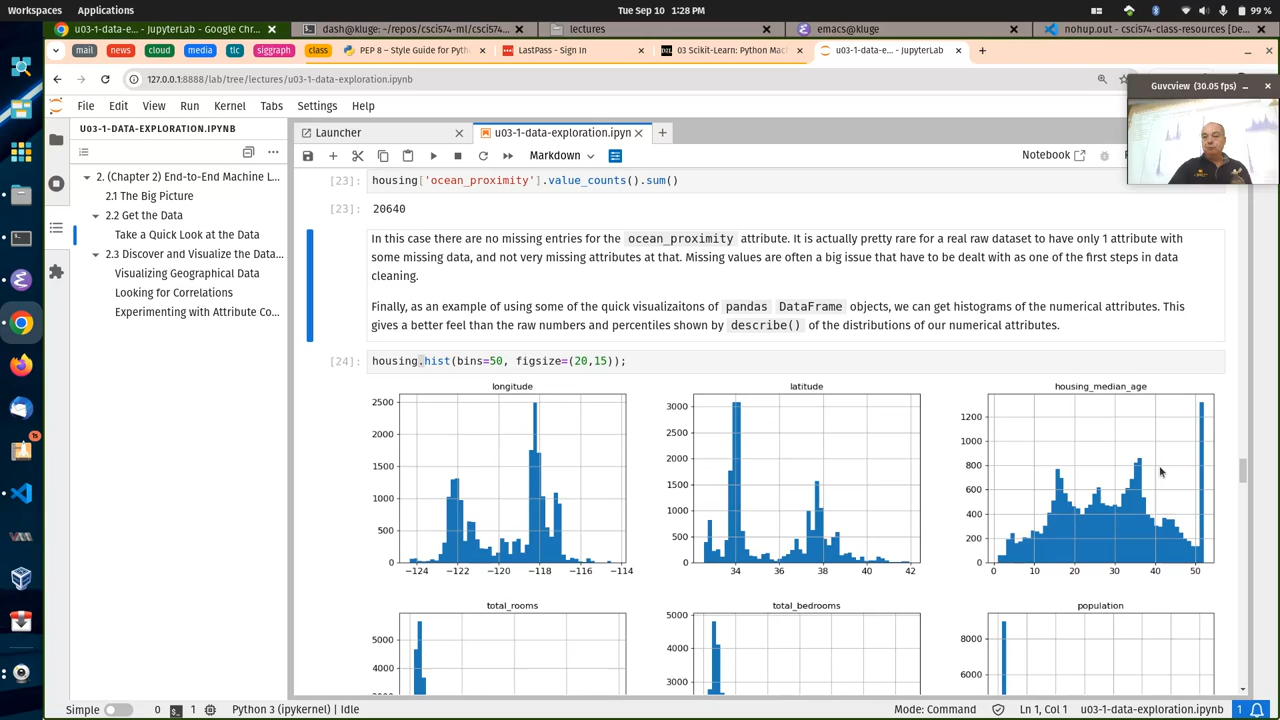 Workspaces
Applications
Tue Sep 10 1:28 PM
99 %
u03-1-data-e... - JupyterLab - Google Chr...
dash@kluge: ~/repos/csci574-ml/csci574...
lectures
emacs@kluge
nohup.out - csci574-class-resources [De...
mail
news
cloud
media
tlc
siggraph
class
PEP 8 – Style Guide for Pyth
LastPass - Sign In
03 Scikit-Learn: Python Mac
u03-1-data-e... - JupyterLab
127.0.0.1:8888/lab/tree/lectures/u03-1-data-exploration.ipynb
Guvcview (30.05 fps)
File Edit View Run Kernel Tabs Settings Help
U03-1-DATA-EXPLORATION.IPYNB
Launcher
u03-1-data-exploration.ipyn
Markdown
Notebook
2. (Chapter 2) End-to-End Machine L...
2.1 The Big Picture
2.2 Get the Data
Take a Quick Look at the Data
2.3 Discover and Visualize the Data...
Visualizing Geographical Data
Looking for Correlations
Experimenting with Attribute Co...
15
[23]: housing['ocean_proximity'].value_counts().sum()
[23]: 20640
In this case there are no missing entries for the ocean_proximity attribute. It is actually pretty rare for a real raw dataset to have only 1 attribute with
some missing data, and not very missing attributes at that. Missing values are often a big issue that have to be dealt with as one of the first steps in data
cleaning.
Finally, as an example of using some of the quick visualizaitons of pandas DataFrame objects, we can get histograms of the numerical attributes. This
gives a better feel than the raw numbers and percentiles shown by describe() of the distributions of our numerical attributes.
[24]: housing.hist(bins=50, figsize=(20,15));
longitude
2500
2000
1500
1000
500
0
−124 −122 −120 −118 −116 −114
latitude
3000
2500
2000
1500
1000
500
0
34 36 38 40 42
housing_median_age
1200
1000
800
600
400
200
0
0 10 20 30 40 50
total_rooms
5000
4000
total_bedrooms
5000
4000
3000
population
8000
6000
Simple
0
1
Python 3 (ipykernel) | Idle
Mode: Command
Ln 1, Col 1
u03-1-data-exploration.ipynb
1